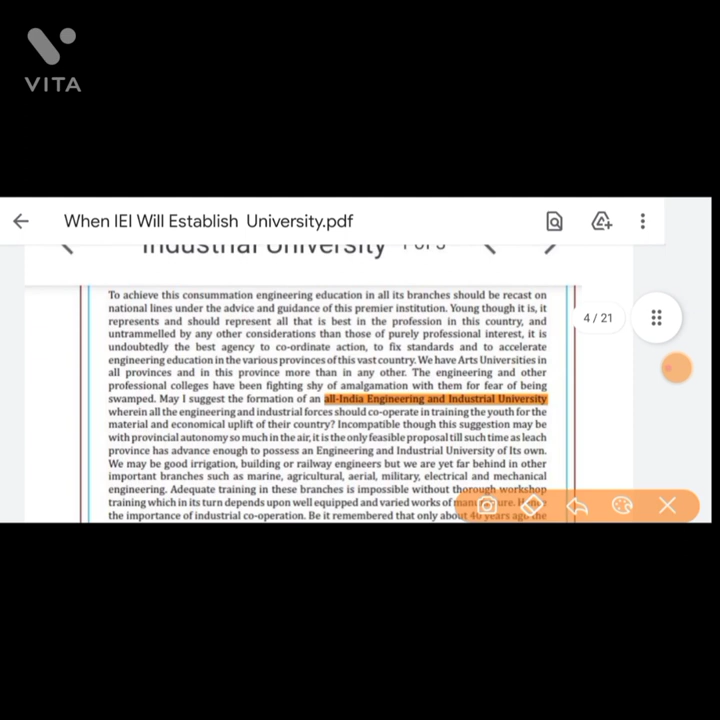 VITA
When IEI Will Establish University.pdf
Industrial University 1 of 3
To achieve this consummation engineering education in all its branches should be recast on
national lines under the advice and guidance of this premier institution. Young though it is, it
represents and should represent all that is best in the profession in this country, and
untrammelled by any other considerations than those of purely professional interest, it is
undoubtedly the best agency to co-ordinate action, to fix standards and to accelerate
engineering education in the various provinces of this vast country. We have Arts Universities in
all provinces and in this province more than in any other. The engineering and other
professional colleges have been fighting shy of amalgamation with them for fear of being
swamped. May I suggest the formation of an all-India Engineering and Industrial University
wherein all the engineering and industrial forces should co-operate in training the youth for the
material and economical uplift of their country? Incompatible though this suggestion may be
with provincial autonomy so much in the air, it is the only feasible proposal till such time as leach
province has advance enough to possess an Engineering and Industrial University of Its own.
We may be good irrigation, building or railway engineers but we are yet far behind in other
important branches such as marine, agricultural, aerial, military, electrical and mechanical
engineering. Adequate training in these branches is impossible without thorough workshop
training which in its turn depends upon well equipped and varied works of
the importance of industrial co-operation. Be it remembered that only about 40 years ago the
4 / 21